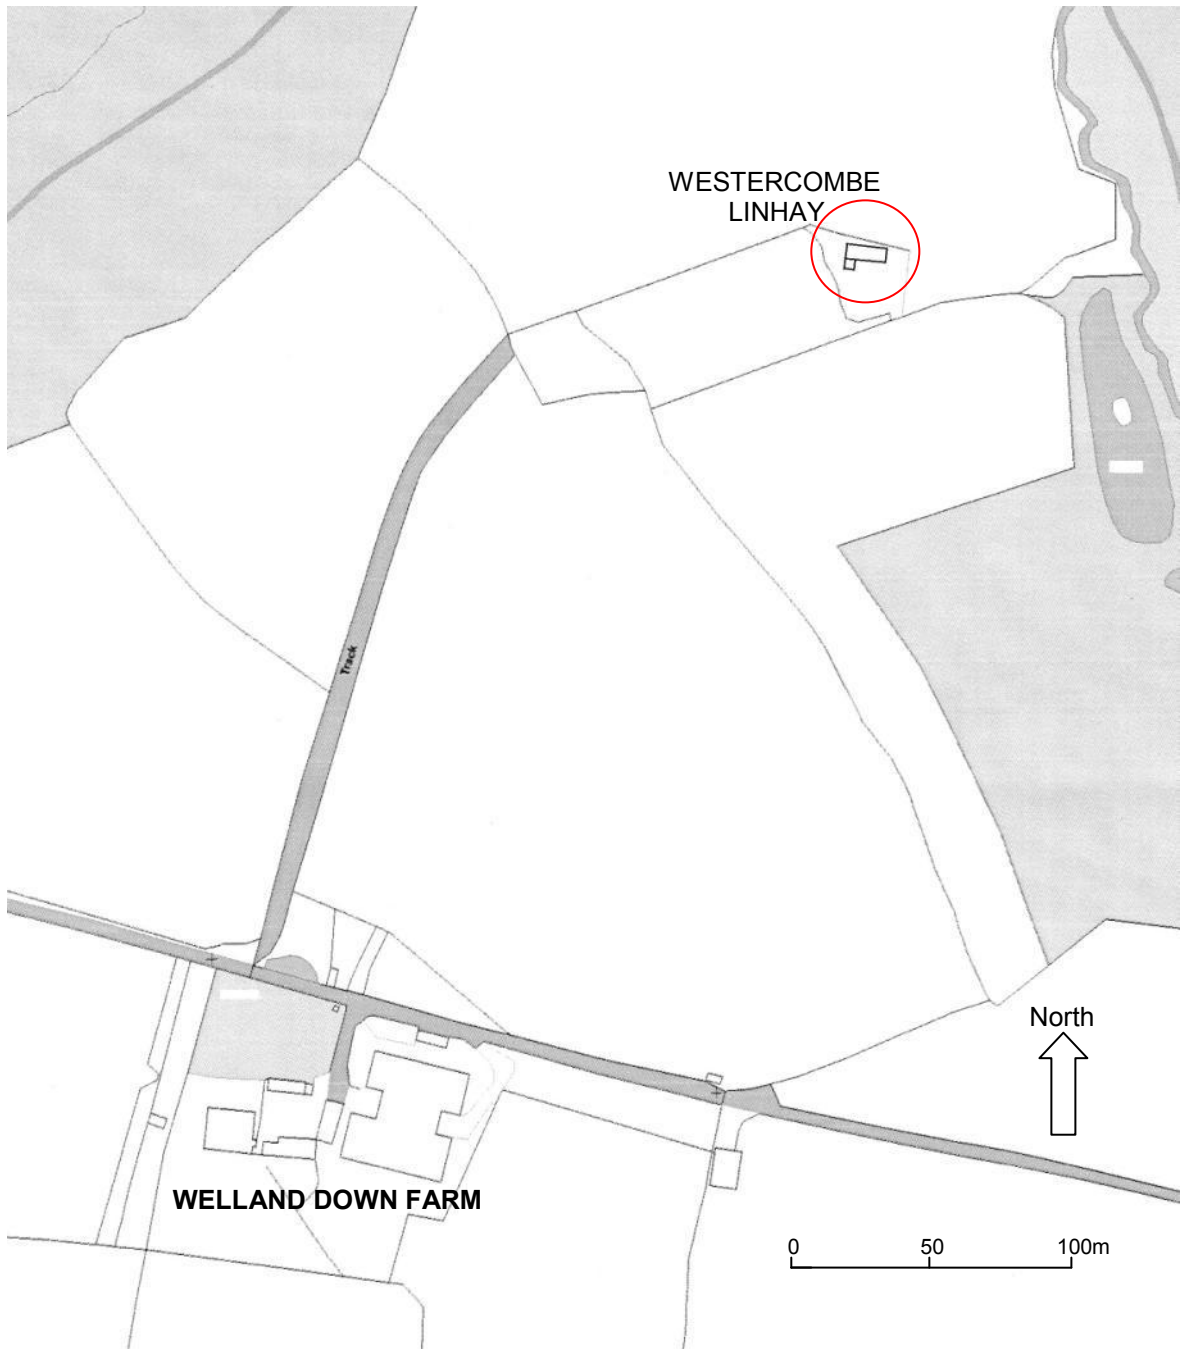 WESTERCOMBE
LINHAY
Track
North
WELLAND DOWN FARM
0 50 100m